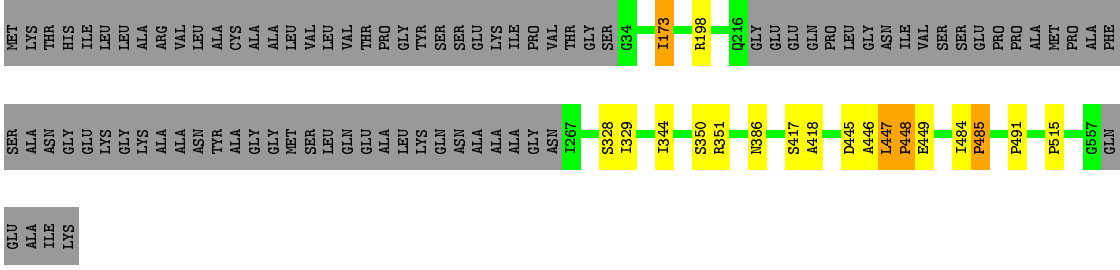 MET LYS THR HIS ILE LEU LEU ALA ARG VAL LEU ALA CYS ALA ALA LEU VAL LEU VAL THR PRO GLY TYR SER SER GLU LYS ILE PRO VAL THR GLY SER G34 I173 R198 Q216 GLY GLU GLU GLN PRO LEU GLY ASN ILE VAL SER SER GLU PRO PRO ALA MET PRO ALA PHE
SER ALA ASN GLY GLU LYS GLY LYS ALA ALA ASN TYR ALA GLY GLY MET SER LEU GLN GLU ALA LEU LYS GLN ASN ALA ALA ALA GLY ASN I267 S328 I329 I344 S350 R351 N386 S417 A418 D445 A446 L447 P448 E449 I484 P485 P491 P515 G557 GLN
GLU ALA ILE LYS